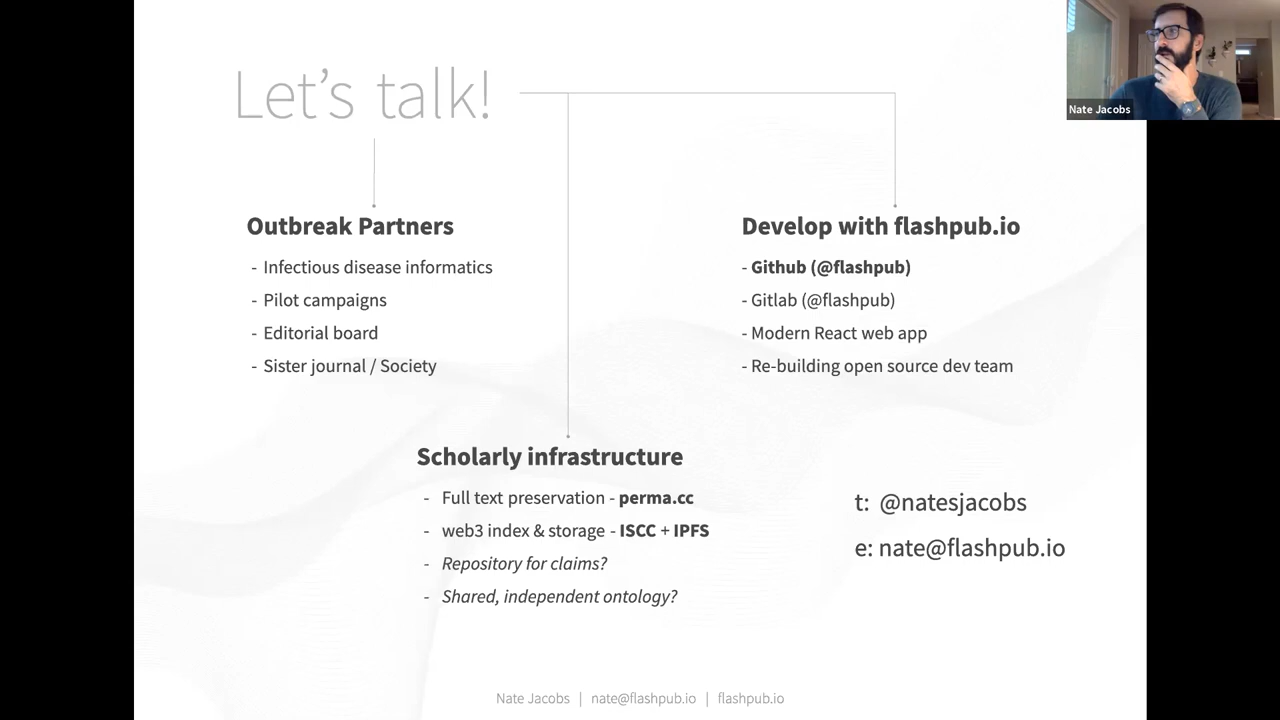 Let's talk!
Nate Jacobs
Outbreak Partners
- Infectious disease informatics
- Pilot campaigns
- Editorial board
- Sister journal / Society
Develop with flashpub.io
- Github (@flashpub)
- Gitlab (@flashpub)
- Modern React web app
- Re-building open source dev team
Scholarly infrastructure
- Full text preservation - perma.cc
- web3 index & storage - ISCC + IPFS
- Repository for claims?
- Shared, independent ontology?
t: @natesjacobs
e: nate@flashpub.io
Nate Jacobs | nate@flashpub.io | flashpub.io